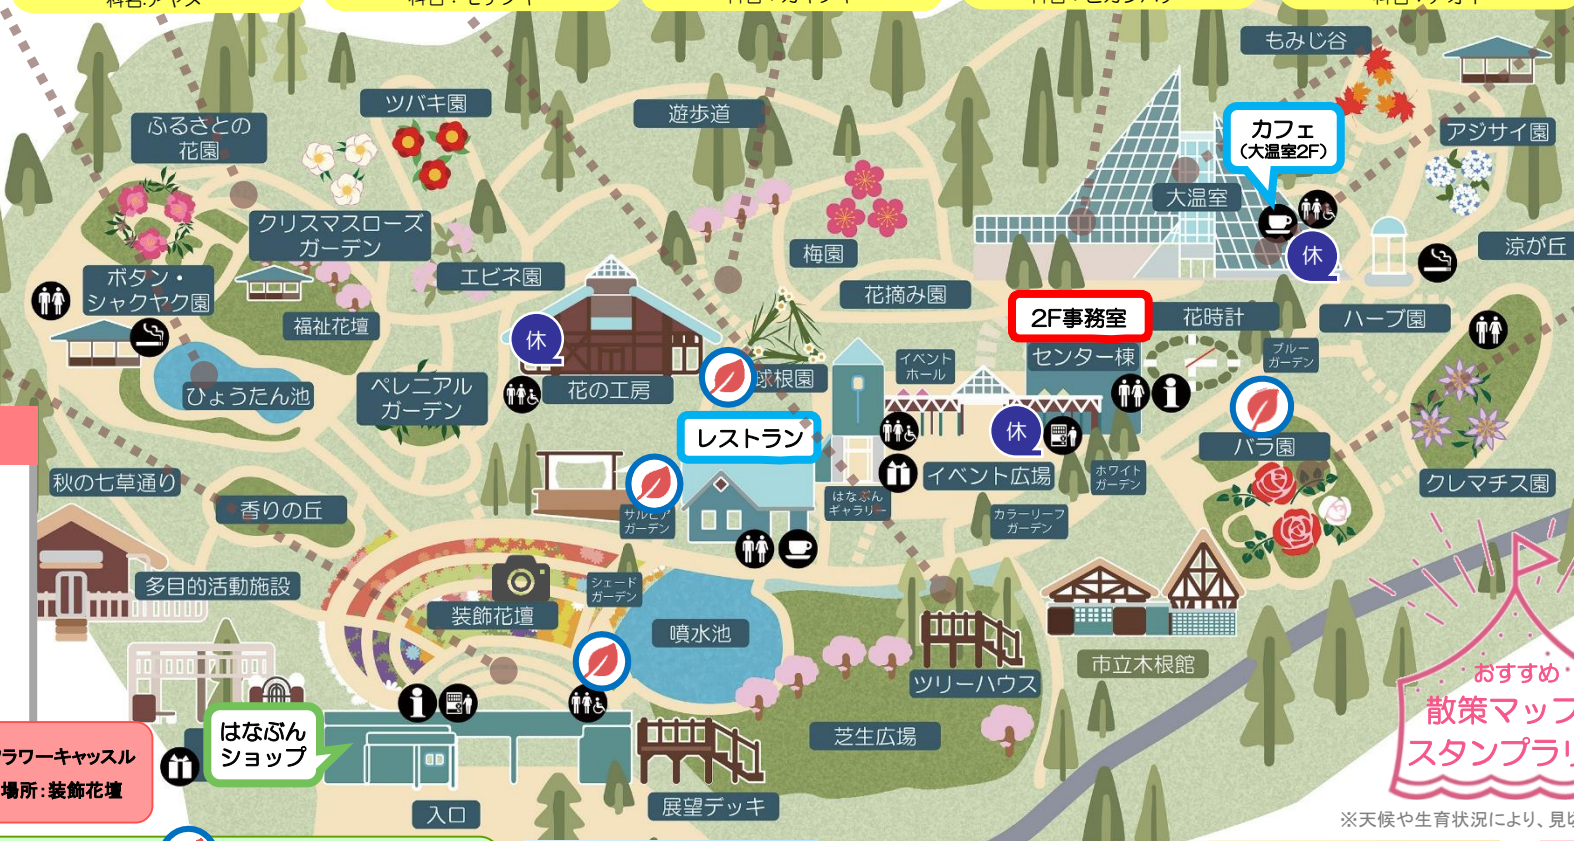 もみじ谷
ツバキ園
遊歩道
ふるさとの
花園
カフェ
（大温室2F）
アジサイ園
大温室
クリスマスローズ
ガーデン
梅園
涼が丘
休
ボタン・
シャクヤク園
エビネ園
花摘み園
2F事務室
花時計
ハーブ園
福祉花壇
休
センター棟
ブルー
ガーデン
イベント
ホール
ひょうたん池
ペレニアル
ガーデン
花の工房
球根園
レストラン
休
バラ園
秋の七草通り
香りの丘
サルビア
ガーデン
はなぶん
ギャラリー
イベント広場
ホワイト
ガーデン
クレマチス園
カラーリーフ
ガーデン
多目的活動施設
シェード
ガーデン
装飾花壇
噴水池
ツリーハウス
市立木根館
おすすめ
散策マップ
スタンプラリ
はなぶん
ショップ
芝生広場
ラワーキャッスル
場所：装飾花壇
入口
展望デッキ
※天候や生育状況により、見